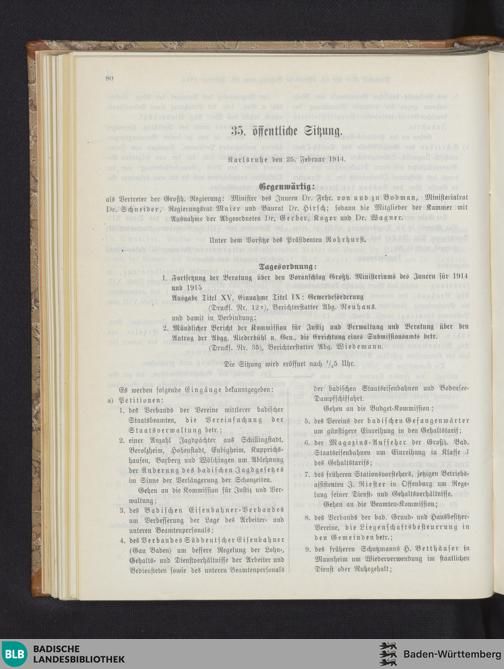 80
35. öffentliche Sitzung.
Karlsruhe den 25. Februar 1914.
Gegenwärtig:
als Vertreter der Großh. Regierung: Minister des Innern Dr. Frhr. von und zu Bodman, Ministerialrat
Dr. Schneider, Regierungsrat Maier und Baurat Dr. Hirsch; sodann die Mitglieder der Kammer mit
Ausnahme der Abgeordneten Dr. Gerber, Koger und Dr. Wagner.
Unter dem Vorsitze des Präsidenten Rohrhurst.
Tagesordnung:
1. Fortsetzung der Beratung über den Voranschlag Großh. Ministeriums des Innern für 1914
und 1915
Ausgabe Titel XV, Einnahme Titel IX: Gewerbeförderung
(Drucks. Nr. 12a), Berichterstatter Abg. Neuhaus
und damit in Verbindung:
2. Mündlicher Bericht der Kommission für Justiz und Verwaltung und Beratung über den
Antrag der Abgg. Niederbühl u. Gen., die Errichtung eines Submissionsamts betr.
(Drucks. Nr. 35), Berichterstatter Abg. Wiedemann.
Die Sitzung wird eröffnet nach 1/25 Uhr.
Es werden folgende Eingänge bekanntgegeben:
a) Petitionen:
1. des Verbands der Vereine mittlerer badischer
Staatsbeamten, die Vereinfachung der
Staatsverwaltung betr.;
2. einer Anzahl Jagdpächter aus Schillingstadt,
Berolzheim, Hohenstadt, Eubigheim, Kupprichs-
hausen, Boxberg und Wölchingen um Ablehnung
der Änderung des badischen Jagdgesetzes
im Sinne der Verlängerung der Schonzeiten.
Gehen an die Kommission für Justiz und Ver-
waltung;
3. des Badischen Eisenbahner-Verbandes
um Verbesserung der Lage des Arbeiter- und
unteren Beamtenpersonals;
4. des Verbandes Süddeutscher Eisenbahner
(Gau Baden) um bessere Regelung der Lohn-,
Gehalts- und Dienstverhältnisse der Arbeiter und
Bediensteten sowie des unteren Beamtenpersonals
der badischen Staatseisenbahnen und Bodensee-
Dampfschiffahrt.
Gehen an die Budget-Kommission;
5. des Vereins der badischen Gefangenwärter
um günstigere Einreihung in den Gehaltstarif;
6. der Magazins-Aufseher der Großh. Bad.
Staatseisenbahnen um Einreihung in Klasse J
des Gehaltstarifs;
7. des früheren Stationsvorstehers, jetzigen Betriebs-
assistenten J. Riester in Offenburg um Rege-
lung seiner Dienst- und Gehaltsverhältnisse.
Gehen an die Beamten-Kommission;
8. des Verbands der bad. Grund- und Hausbesitzer-
Vereine, die Liegenschaftsbesteuerung in
den Gemeinden betr.;
9. des früheren Schutzmanns H. Betthäuser in
Mannheim um Wiederverwendung im staatlichen
Dienst oder Ruhegehalt;
BLB BADISCHE
LANDESBIBLIOTHEK
Baden-Württemberg